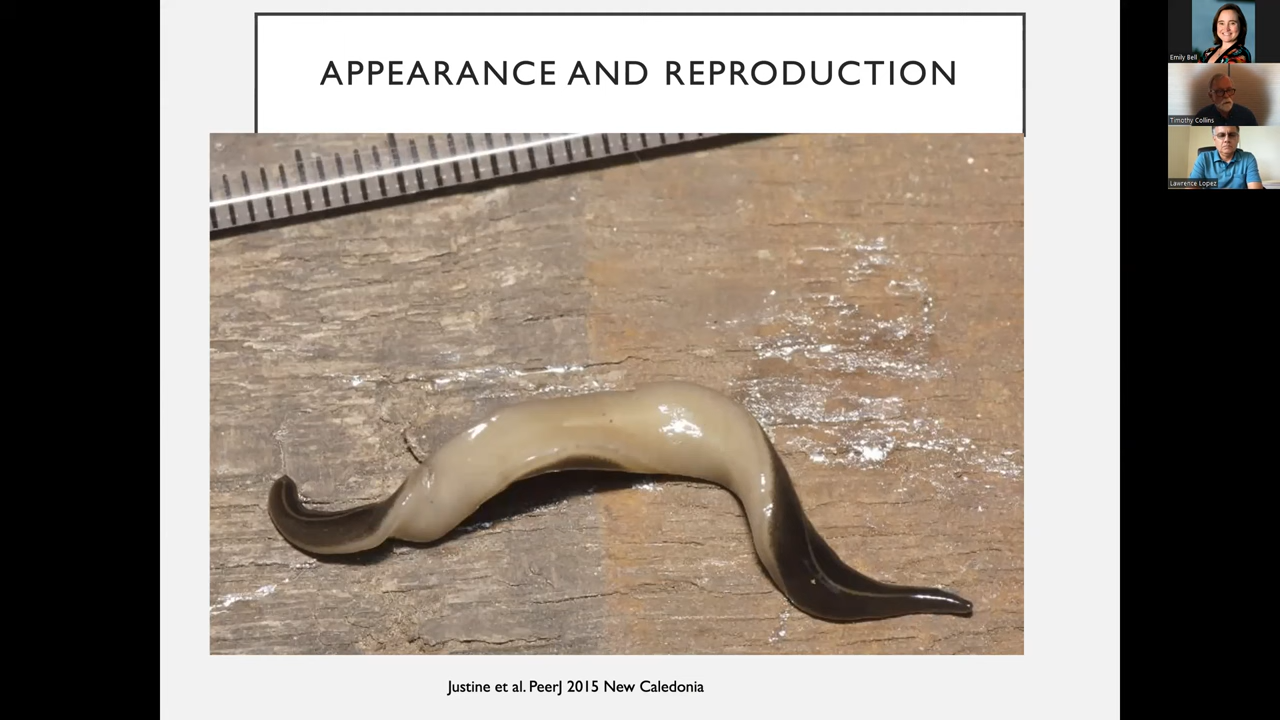 APPEARANCE AND REPRODUCTION
Emily Bell
Timothy Collins
Lawrence Lopez
Justine et al. PeerJ 2015 New Caledonia